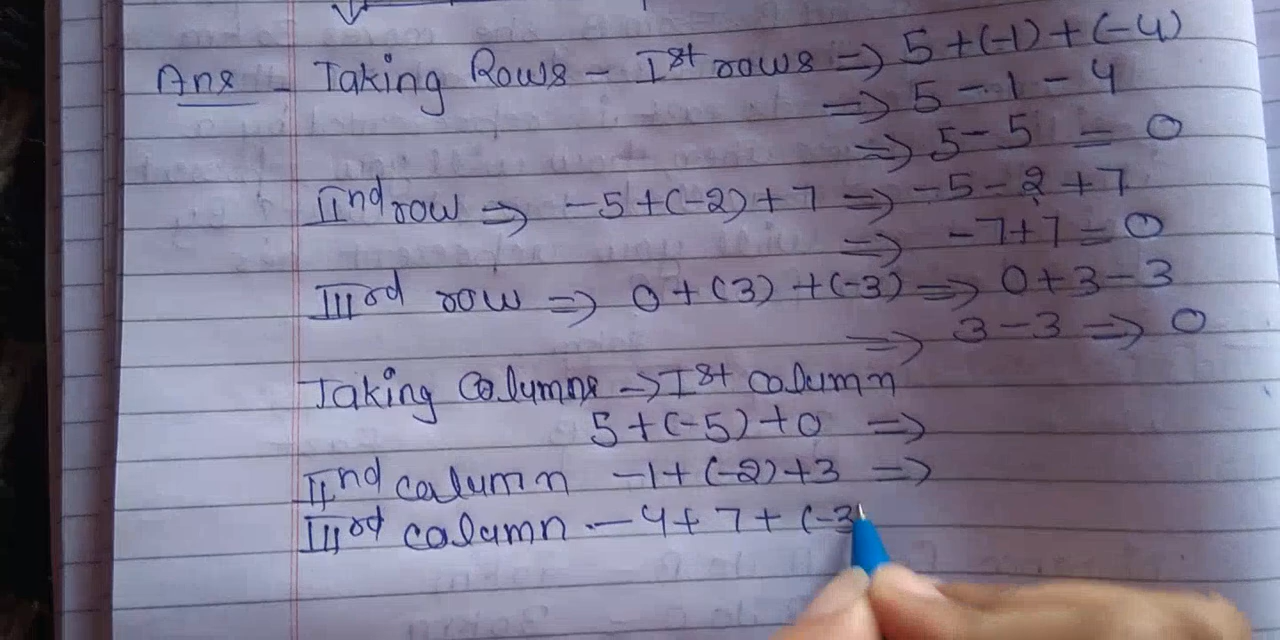 Ans - Taking Rows - Ist rows => 5 + (-1) + (-4)
=> 5 - 1 - 4
=> 5 - 5 = 0
IInd row => -5 + (-2) + 7 => -5 - 2 + 7
=> -7 + 7 = 0
IIIrd row => 0 + (3) + (-3) => 0 + 3 - 3
=> 3 - 3 => 0
Taking Columns -> Ist Column
5 + (-5) + 0 =>
IInd calumn -1 + (-2) + 3 =>
IIIrd calumn - 4 + 7 + (-3